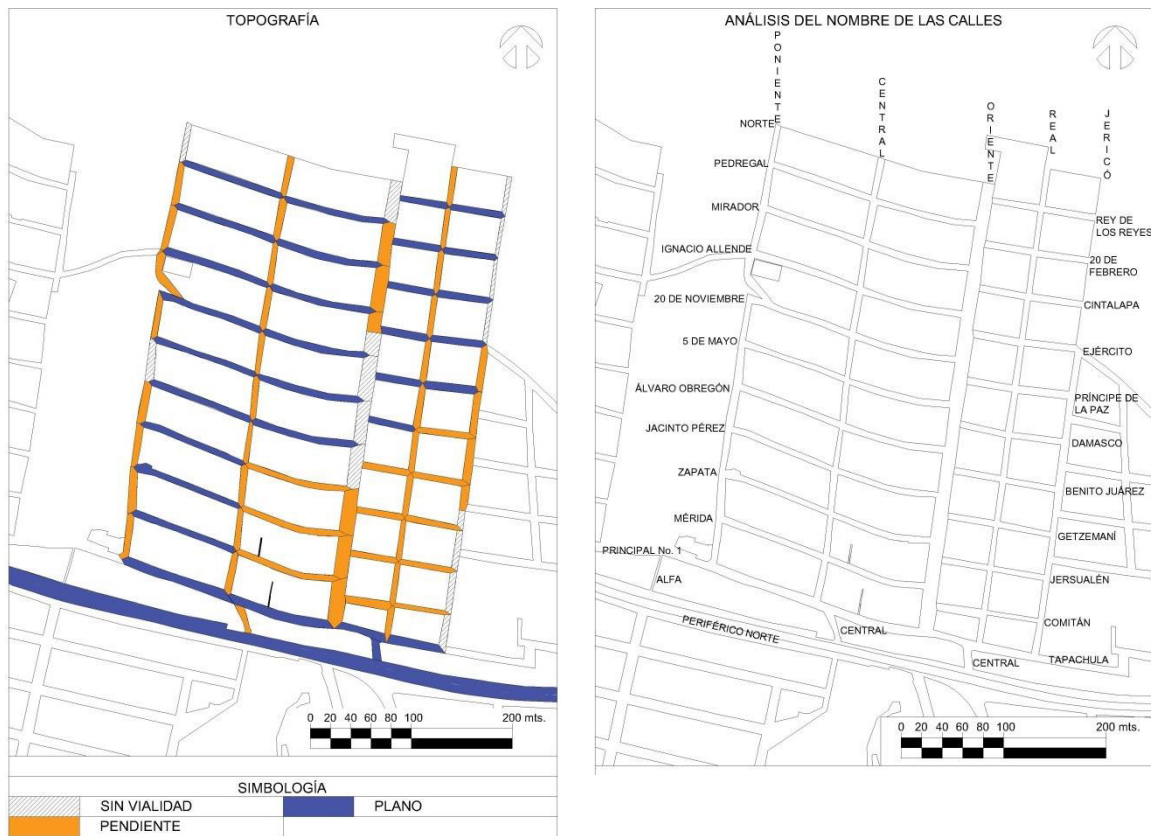 TOPOGRAFÍA
0 20 40 60 80 100 200 mts.
SIMBOLOGÍA
SIN VIALIDAD
PLANO
PENDIENTE
ANÁLISIS DEL NOMBRE DE LAS CALLES
PONIENTE
CENTRAL
ORIENTE
REAL
JERICÓ
NORTE
PEDREGAL
MIRADOR
IGNACIO ALLENDE
20 DE NOVIEMBRE
5 DE MAYO
ÁLVARO OBREGÓN
JACINTO PÉREZ
ZAPATA
MÉRIDA
PRINCIPAL No. 1
ALFA
PERIFÉRICO NORTE
CENTRAL
CENTRAL
REY DE
LOS REYES
20 DE
FEBRERO
CINTALAPA
EJÉRCITO
PRÍNCIPE DE
LA PAZ
DAMASCO
BENITO JUÁREZ
GETZEMANÍ
JERSUALÉN
COMITÁN
TAPACHULA
0 20 40 60 80 100 200 mts.